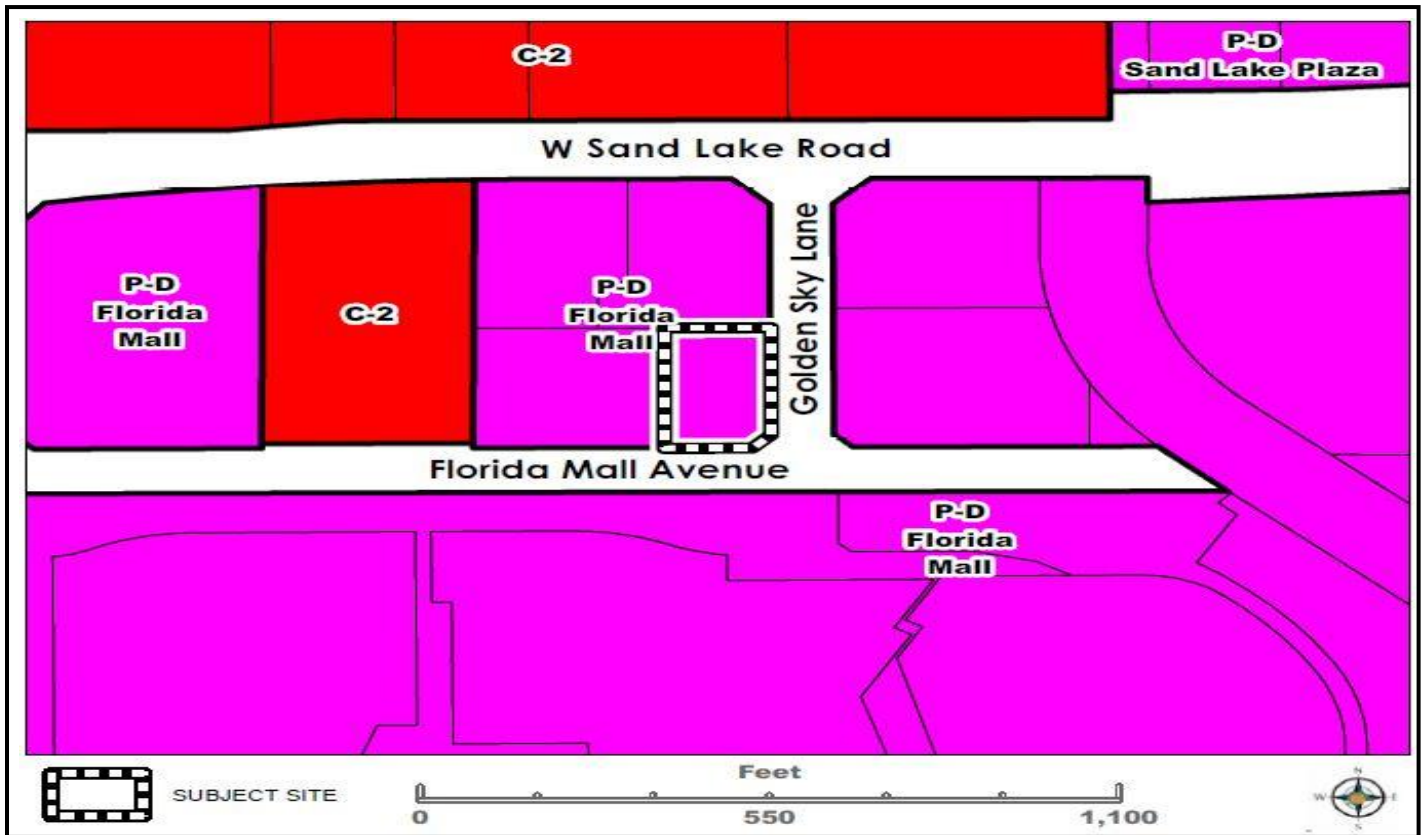 C-2
P-D
Sand Lake Plaza
W Sand Lake Road
P-D
Florida
Mall
C-2
P-D
Florida
Mall
Golden Sky Lane
Florida Mall Avenue
P-D
Florida
Mall
SUBJECT SITE
Feet
0 550 1,100
N
W E
S